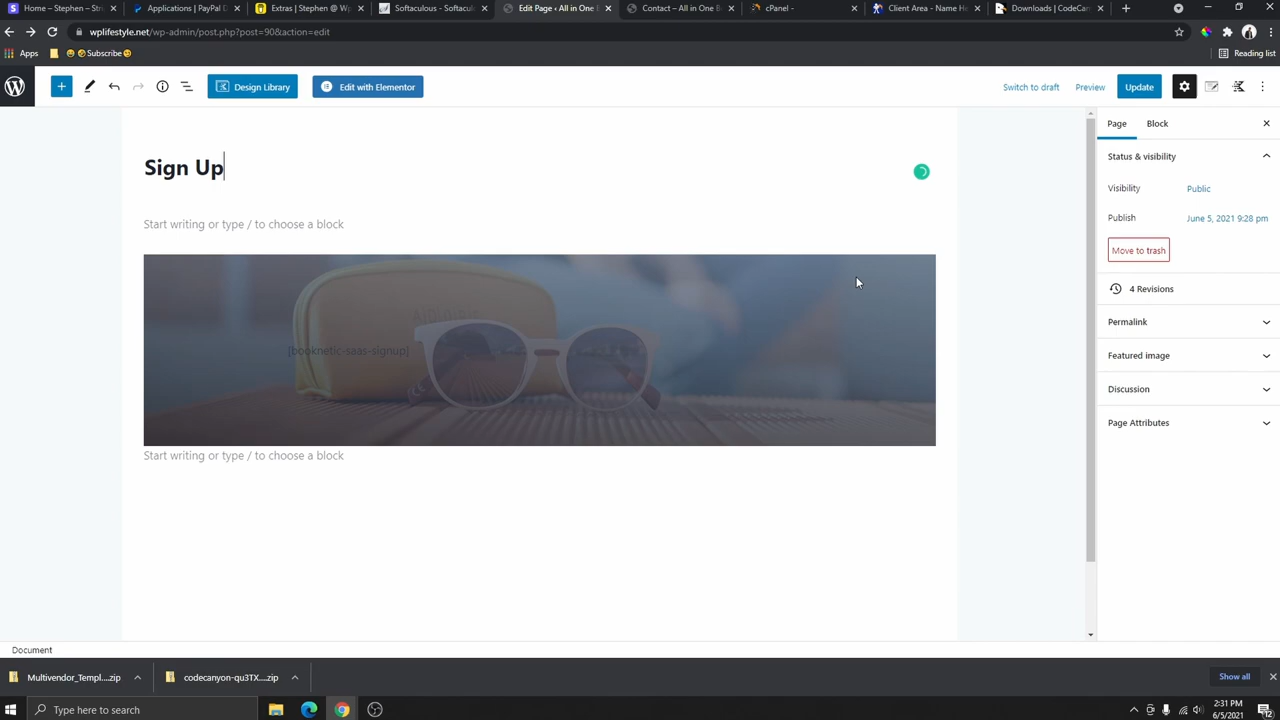 Home – Stephen – Str
Applications | PayPal D
Extras | Stephen @ Wp
Softaculous - Softacul
Edit Page ‹ All in One B
Contact – All in One B
cPanel -
Client Area - Name He
Downloads | CodeCan
wplifestyle.net/wp-admin/post.php?post=90&action=edit
Apps
Subscribe
Reading list
Design Library
Edit with Elementor
Switch to draft
Preview
Update
Page
Block
Sign Up
Status & visibility
Visibility
Public
Publish
June 5, 2021 9:28 pm
Start writing or type / to choose a block
Move to trash
4 Revisions
Permalink
[booknetic-saas-signup]
Featured image
Discussion
Page Attributes
Start writing or type / to choose a block
Document
Multivendor_Templ....zip
codecanyon-qu3TX....zip
Show all
Type here to search
2:31 PM
6/5/2021